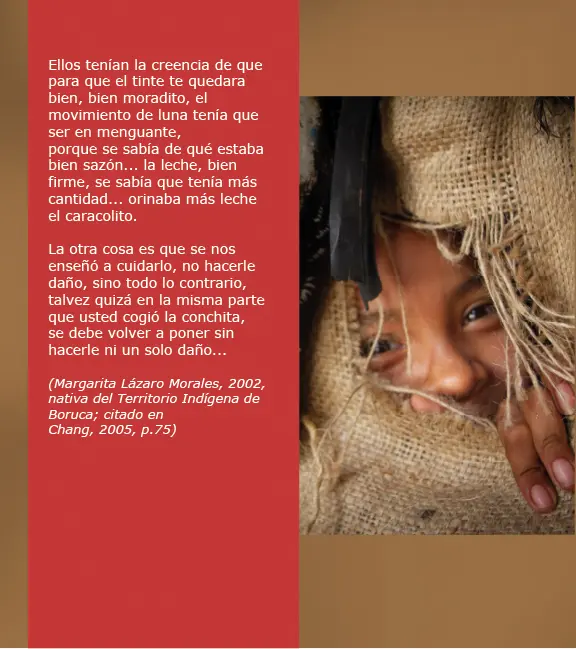 Ellos tenían la creencia de que
para que el tinte te quedara
bien, bien moradito, el
movimiento de luna tenía que
ser en menguante,
porque se sabía de qué estaba
bien sazón... la leche, bien
firme, se sabía que tenía más
cantidad... orinaba más leche
el caracolito.
La otra cosa es que se nos
enseñó a cuidarlo, no hacerle
daño, sino todo lo contrario,
talvez quizá en la misma parte
que usted cogió la conchita,
se debe volver a poner sin
hacerle ni un solo daño...
(Margarita Lázaro Morales, 2002,
nativa del Territorio Indígena de
Boruca; citado en
Chang, 2005, p.75)